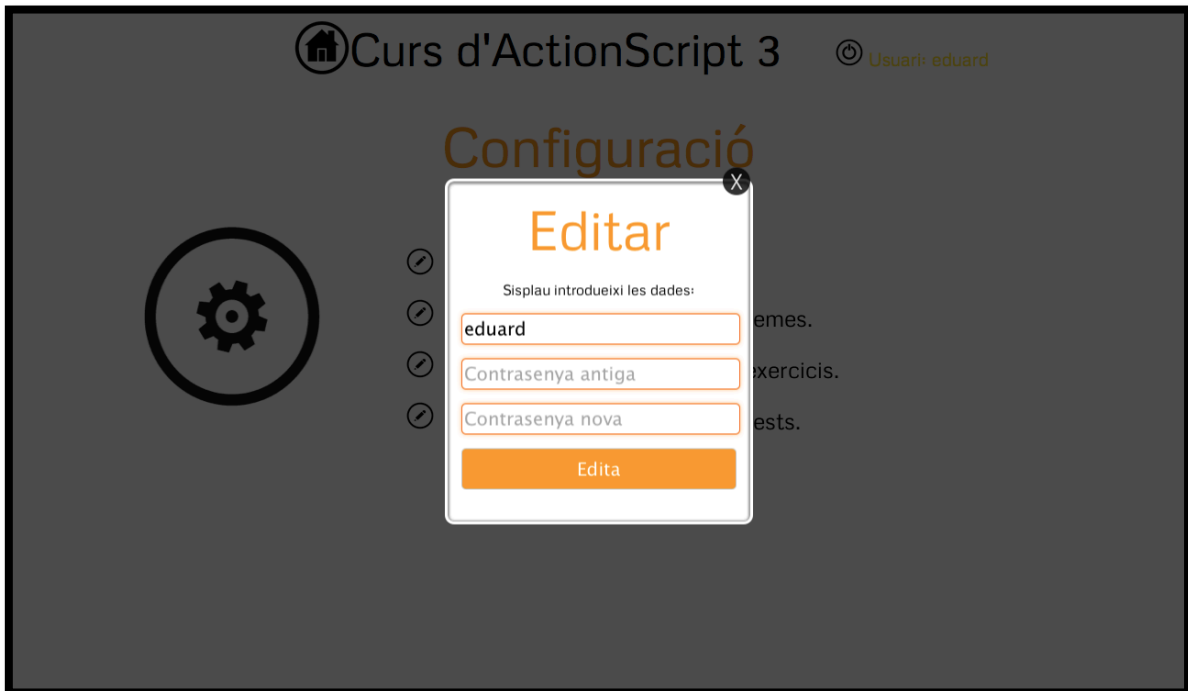 Curs d'ActionScript 3
Usuari: eduard
Configuració
X
Editar
Sisplau introdueixi les dades:
eduard
emes.
Contrasenya antiga
exercicis.
Contrasenya nova
ests.
Edita